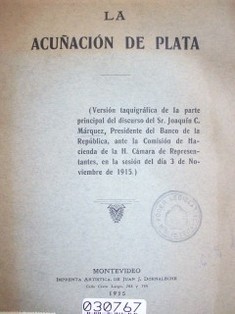 LA
ACUÑACIÓN DE PLATA
(Versión taquigráfica de la parte
principal del discurso del Sr. Joaquín C.
Márquez, Presidente del Banco de la
República, ante la Comisión de Ha-
cienda de la H. Cámara de Represen-
tantes, en la sesión del día 3 de No-
viembre de 1915.)
MONTEVIDEO
IMPRENTA ARTÍSTICA, DE JUAN J. DORNALECHE
1915
030767